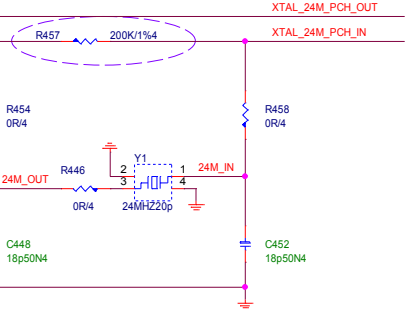 XTAL_24M_PCH_OUT
R457 200K/1%4 XTAL_24M_PCH_IN
R454 R458
0R/4 0R/4
Y1
R446 2 1 24M_IN
24M_OUT 3 4
0R/4 24MHZ20p
C448 C452
18p50N4 18p50N4